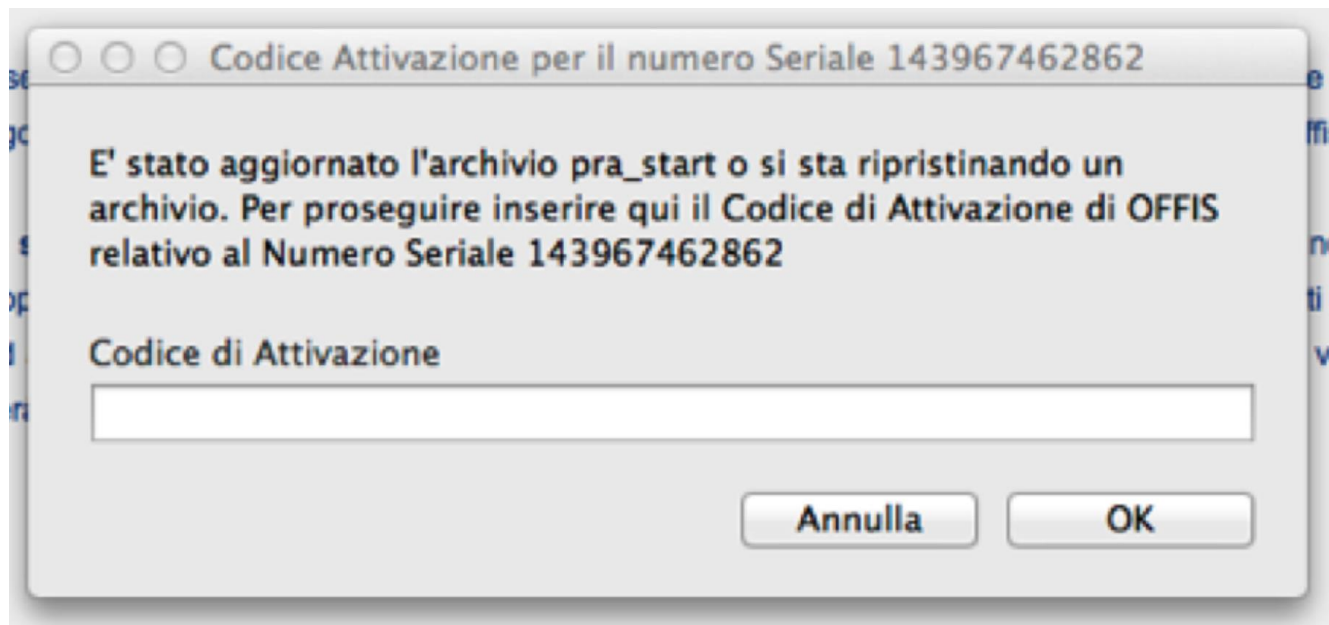 Codice Attivazione per il numero Seriale 143967462862
E' stato aggiornato l'archivio pra_start o si sta ripristinando un
archivio. Per proseguire inserire qui il Codice di Attivazione di OFFIS
relativo al Numero Seriale 143967462862
Codice di Attivazione
Annulla
OK